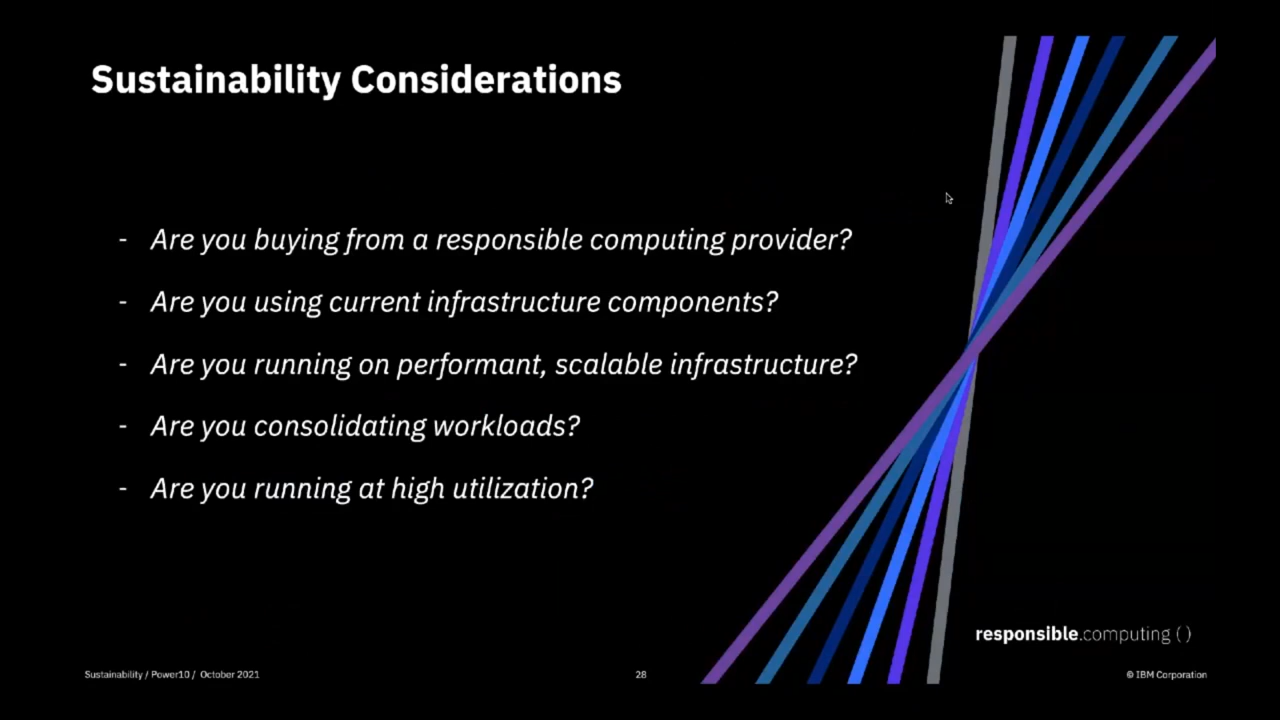 Sustainability Considerations
- Are you buying from a responsible computing provider?
- Are you using current infrastructure components?
- Are you running on performant, scalable infrastructure?
- Are you consolidating workloads?
- Are you running at high utilization?
responsible.computing ( )
Sustainability / Power10 / October 2021
28
© IBM Corporation